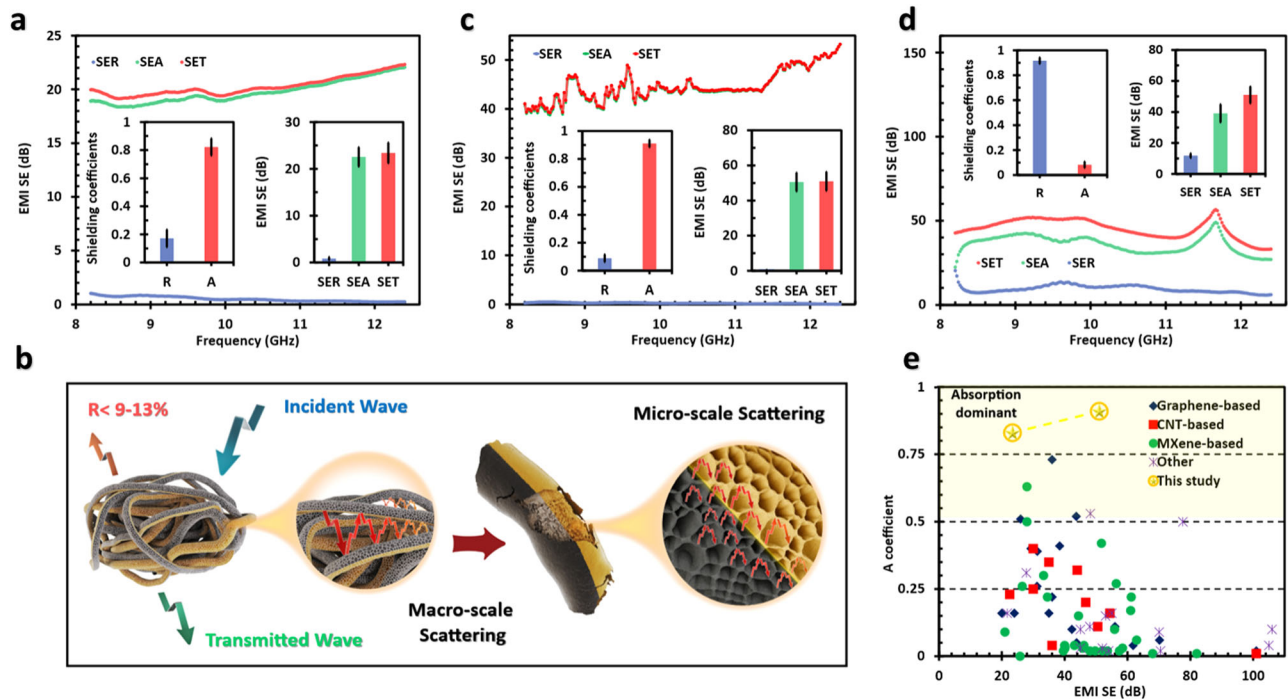 a
25
20
15
10
5
0
EMI SE (dB)
SER SEA SET
1
0.8
0.6
0.4
0.2
0
Shielding coefficients
R A
30
20
10
0
EMI SE (dB)
SER SEA SET
8 9 10 11 12
Frequency (GHz)
c
50
40
30
20
10
0
EMI SE (dB)
SER SEA SET
1
0.8
0.6
0.4
0.2
0
Shielding coefficients
R A
80
60
40
20
0
EMI SE (dB)
SER SEA SET
8 9 10 11 12
Frequency (GHz)
d
150
100
50
0
EMI SE (dB)
1
0.8
0.6
0.4
0.2
0
Shielding coefficients
R A
80
60
40
20
0
EMI SE (dB)
SER SEA SET
SET SEA SER
9 10 11 12
Frequency (GHz)
b
R< 9-13%
Incident Wave
Micro-scale Scattering
Macro-scale
Scattering
Transmitted Wave
e
1
0.75
0.5
0.25
0
A coefficient
Absorption
dominant
Graphene-based
CNT-based
MXene-based
Other
This study
0 20 40 60 80 100
EMI SE (dB)